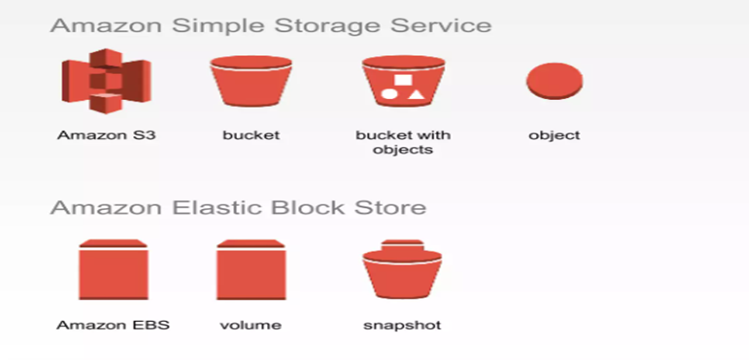 Amazon Simple Storage Service
Amazon S3
bucket
bucket with
objects
object
Amazon Elastic Block Store
Amazon EBS
volume
snapshot